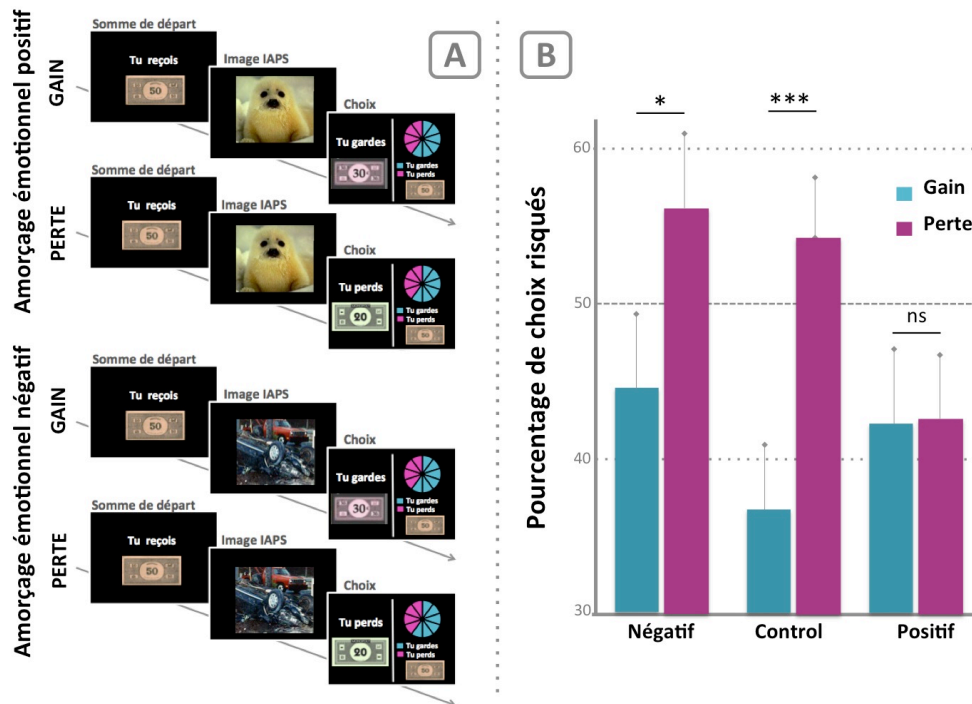 Amorçage émotionnel positif
GAIN
Somme de départ
Tu reçois
50
Image IAPS
Choix
Tu gardes
30
Tu gardes
Tu perds
50
PERTE
Somme de départ
Tu reçois
50
Image IAPS
Choix
Tu perds
20
Tu gardes
Tu perds
50
Amorçage émotionnel négatif
GAIN
Somme de départ
Tu reçois
50
Image IAPS
Choix
Tu gardes
30
Tu gardes
Tu perds
50
PERTE
Somme de départ
Tu reçois
50
Image IAPS
Choix
Tu perds
20
Tu gardes
Tu perds
50
A
B
Pourcentage de choix risqués
60
50
40
30
*
***
ns
Gain
Perte
Négatif
Control
Positif